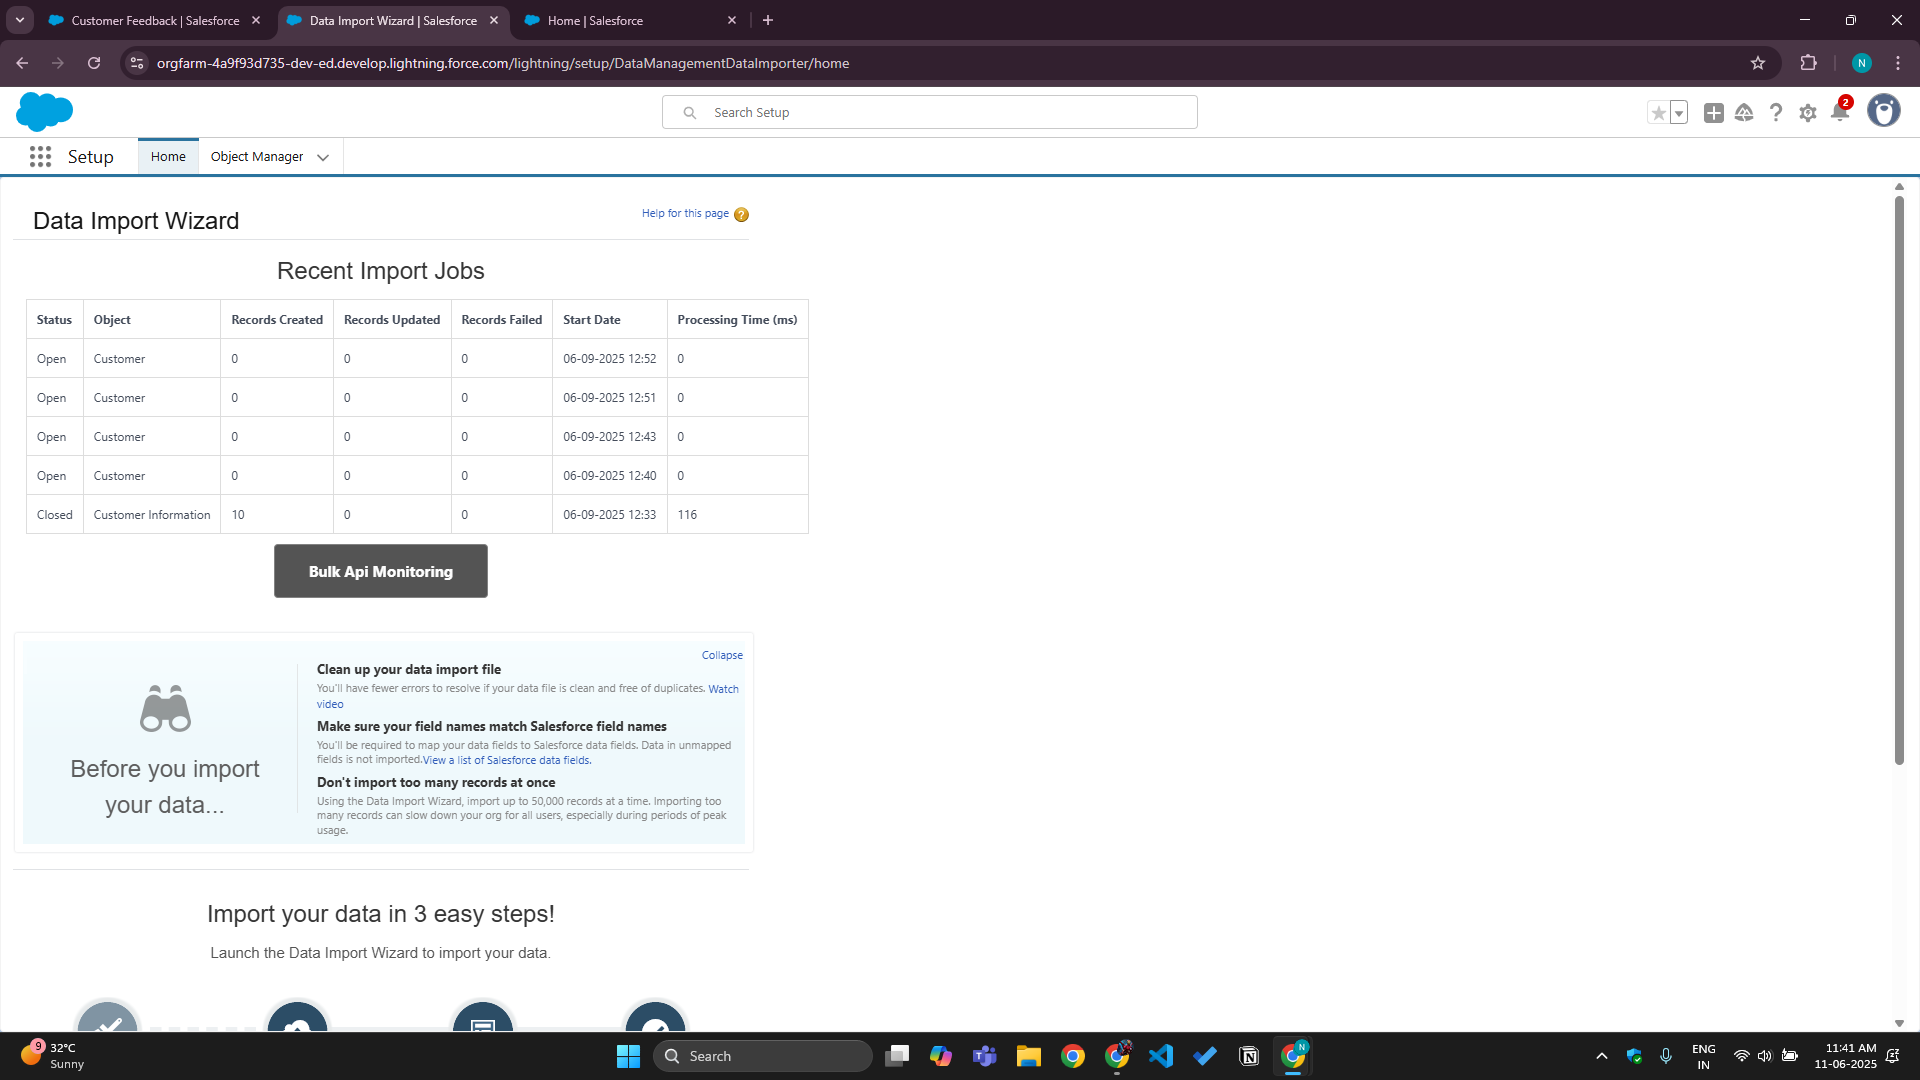 Customer Feedback | Salesforce
Data Import Wizard | Salesforce
Home | Salesforce
orgfarm-4a9f93d735-dev-ed.develop.lightning.force.com/lightning/setup/DataManagementDataImporter/home
N
Search Setup
2
Setup
Home
Object Manager
Data Import Wizard
Help for this page ?
Recent Import Jobs
Status Object Records Created Records Updated Records Failed Start Date Processing Time (ms)
Open Customer 0 0 0 06-09-2025 12:52 0
Open Customer 0 0 0 06-09-2025 12:51 0
Open Customer 0 0 0 06-09-2025 12:43 0
Open Customer 0 0 0 06-09-2025 12:40 0
Closed Customer Information 10 0 0 06-09-2025 12:33 116
Bulk Api Monitoring
Collapse
Before you import
your data...
Clean up your data import file
You'll have fewer errors to resolve if your data file is clean and free of duplicates. Watch
video
Make sure your field names match Salesforce field names
You'll be required to map your data fields to Salesforce data fields. Data in unmapped
fields is not imported.View a list of Salesforce data fields.
Don't import too many records at once
Using the Data Import Wizard, import up to 50,000 records at a time. Importing too
many records can slow down your org for all users, especially during periods of peak
usage.
Import your data in 3 easy steps!
Launch the Data Import Wizard to import your data.
9
32°C
Sunny
Search
N
ENG
IN
11:41 AM
11-06-2025